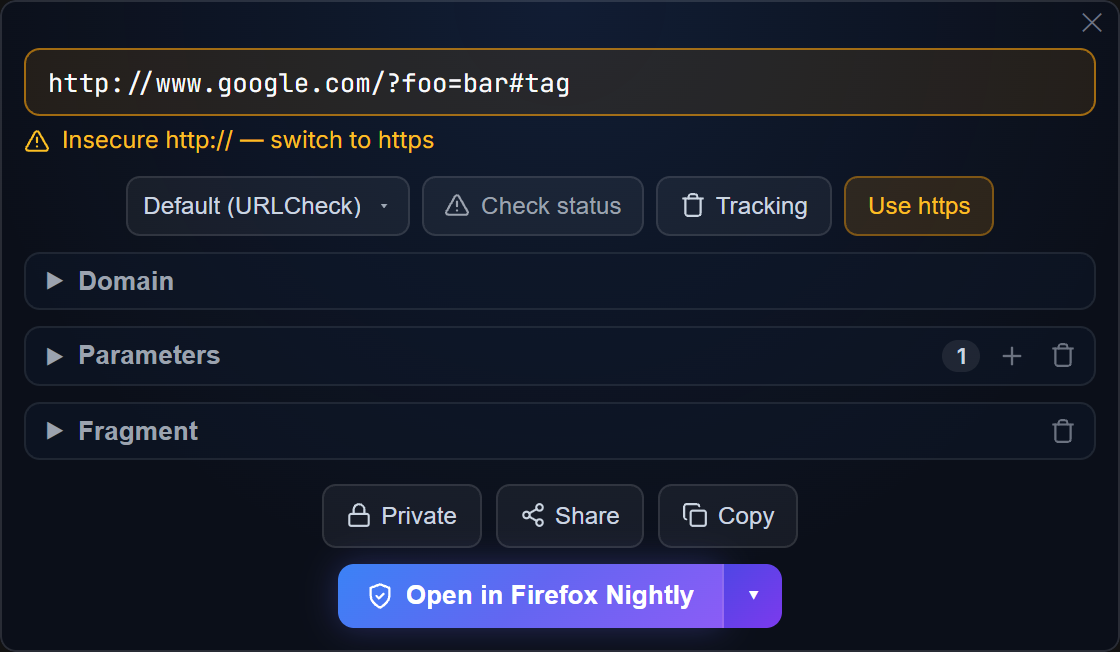 http://www.google.com/?foo=bar#tag
Insecure http:// — switch to https
Default (URLCheck) Check status Tracking Use https
Domain
Parameters 1
Fragment
Private Share Copy
Open in Firefox Nightly